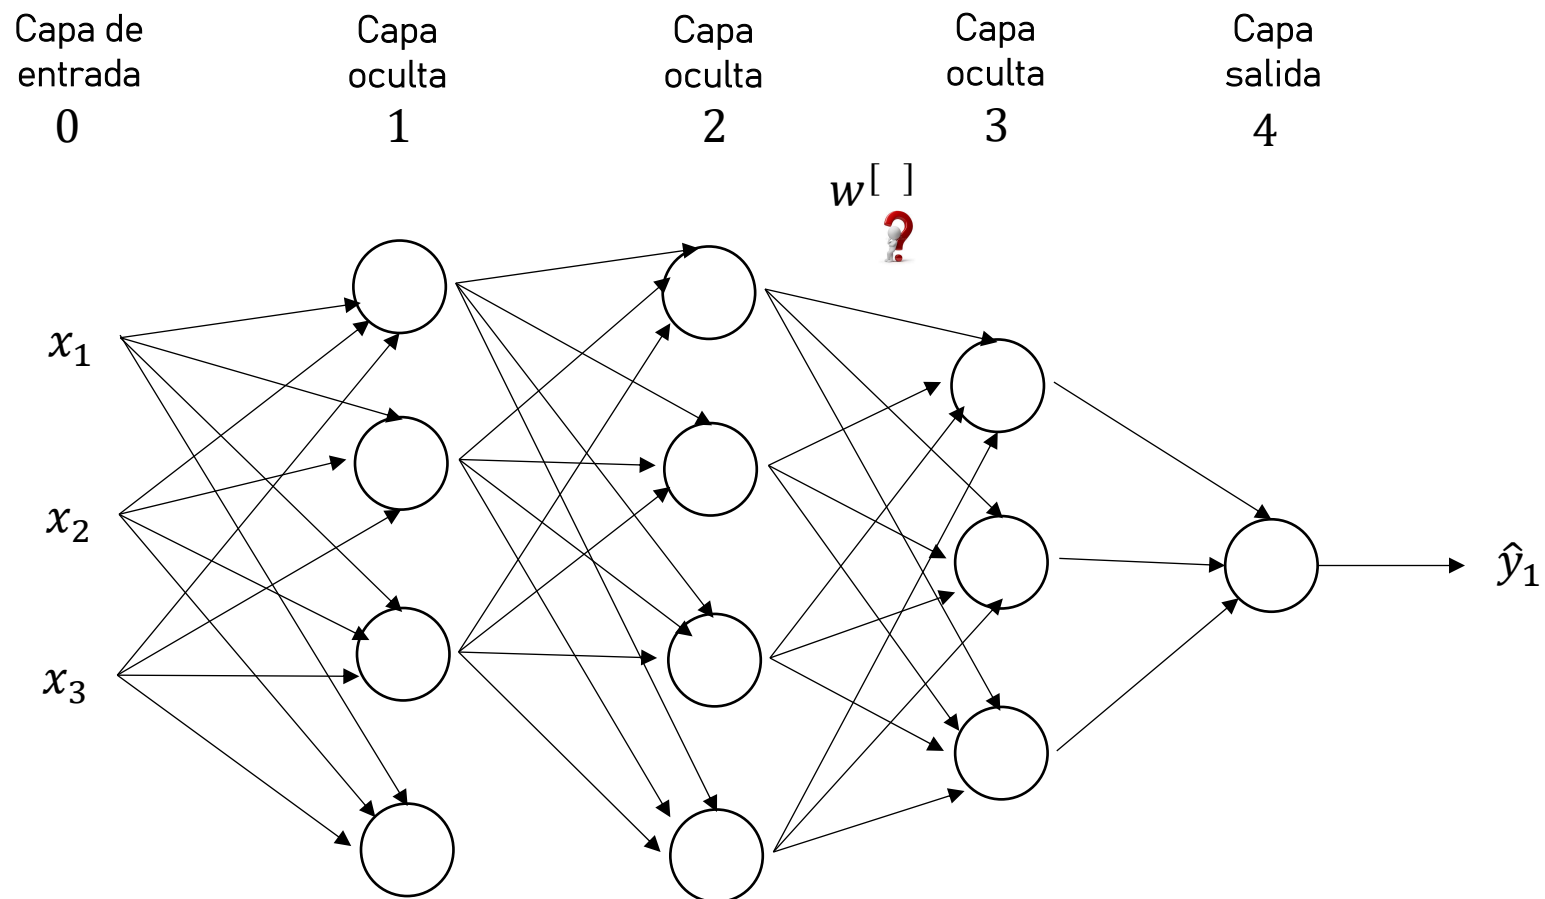 Capa de
entrada
0
Capa
oculta
1
Capa
oculta
2
Capa
oculta
3
Capa
salida
4
w[ ]
?
x₁
x₂
x₃
ŷ₁